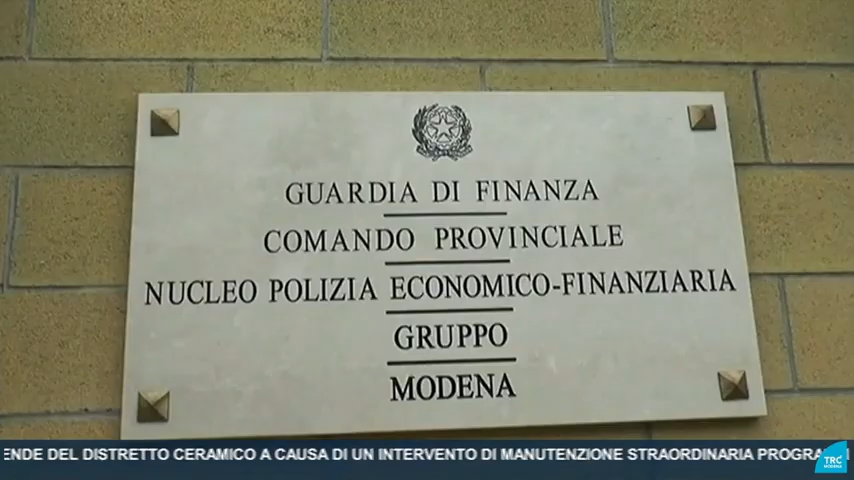 GUARDIA DI FINANZA
COMANDO PROVINCIALE
NUCLEO POLIZIA ECONOMICO-FINANZIARIA
GRUPPO
MODENA
ENDE DEL DISTRETTO CERAMICO A CAUSA DI UN INTERVENTO DI MANUTENZIONE STRAORDINARIA PROGRA
TRC
MODENA